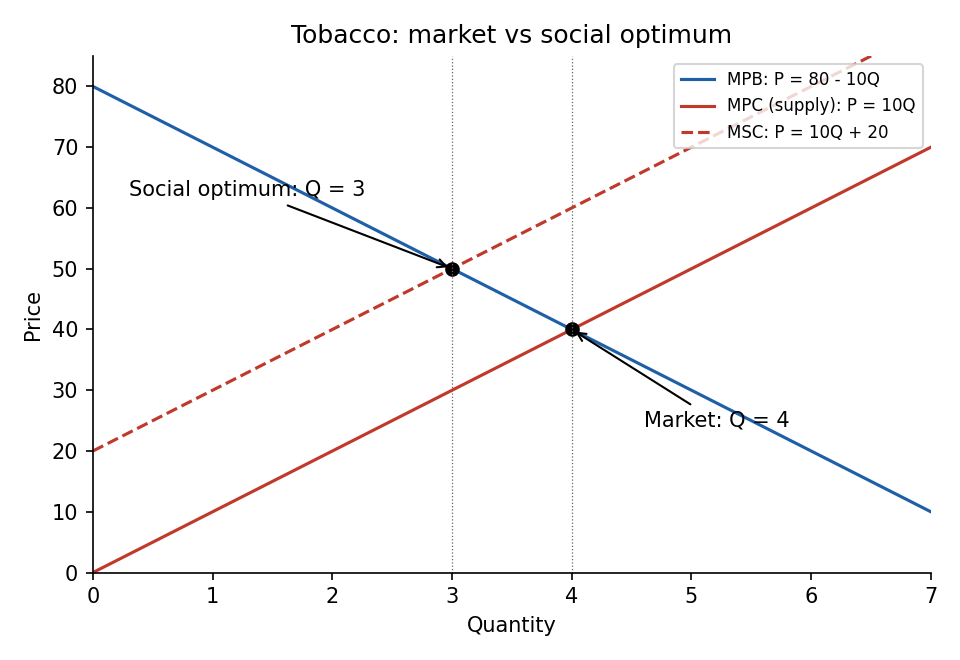 Tobacco: market vs social optimum
MPB: P = 80 - 10Q
MPC (supply): P = 10Q
MSC: P = 10Q + 20
Social optimum: Q = 3
Market: Q = 4
Price
80
70
60
50
40
30
20
10
0
0 1 2 3 4 5 6 7
Quantity